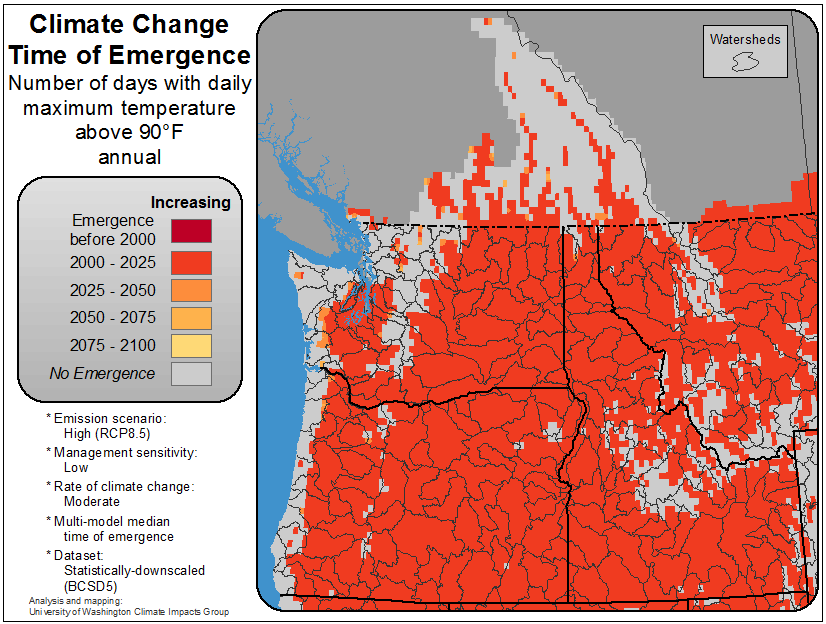 Climate Change
Time of Emergence
Number of days with daily
maximum temperature
above 90°F
annual
Watersheds
Increasing
Emergence
before 2000
2000 - 2025
2025 - 2050
2050 - 2075
2075 - 2100
No Emergence
* Emission scenario:
High (RCP8.5)
* Management sensitivity:
Low
* Rate of climate change:
Moderate
* Multi-model median
time of emergence
* Dataset:
Statistically-downscaled
(BCSD5)
Analysis and mapping:
University of Washington Climate Impacts Group